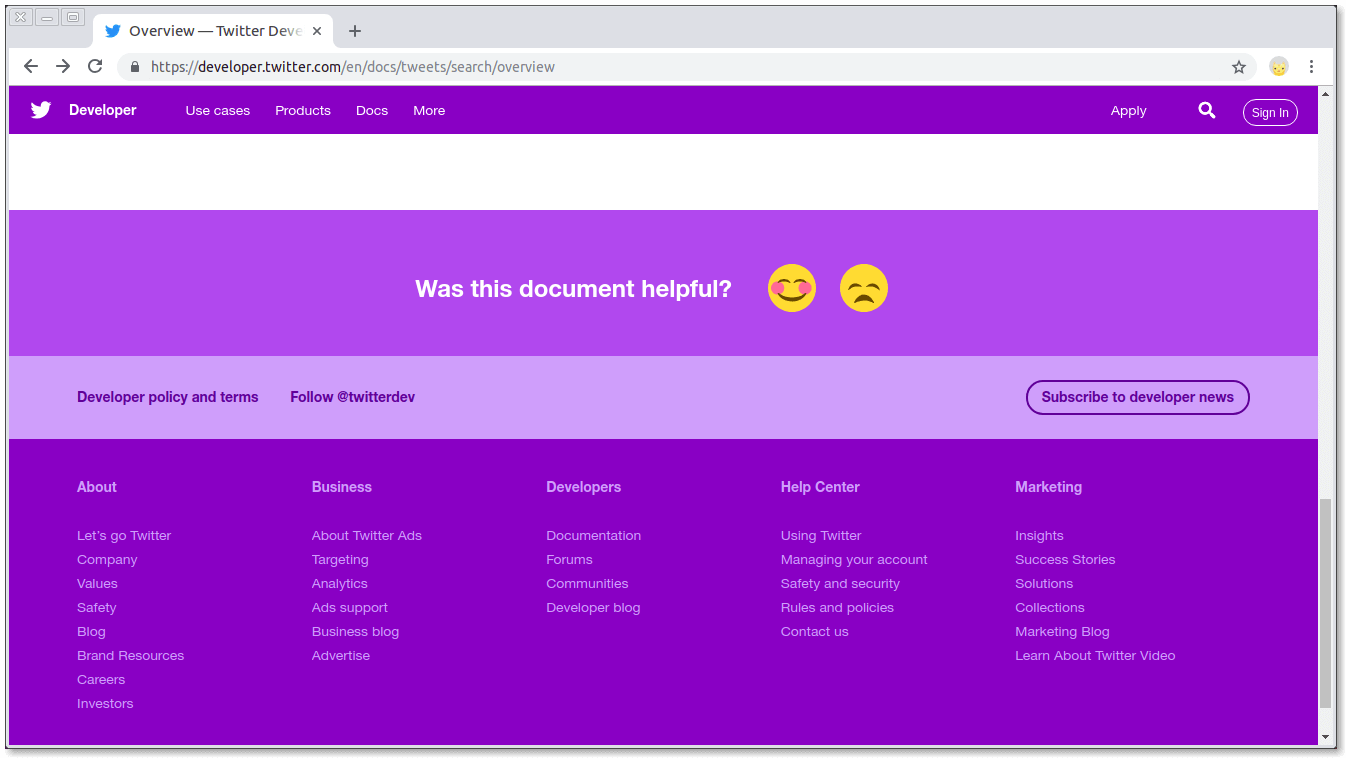 Overview — Twitter Deve
https://developer.twitter.com/en/docs/tweets/search/overview
Developer Use cases Products Docs More Apply Sign In
Was this document helpful?
Developer policy and terms Follow @twitterdev Subscribe to developer news
About
Let's go Twitter
Company
Values
Safety
Blog
Brand Resources
Careers
Investors
Business
About Twitter Ads
Targeting
Analytics
Ads support
Business blog
Advertise
Developers
Documentation
Forums
Communities
Developer blog
Help Center
Using Twitter
Managing your account
Safety and security
Rules and policies
Contact us
Marketing
Insights
Success Stories
Solutions
Collections
Marketing Blog
Learn About Twitter Video